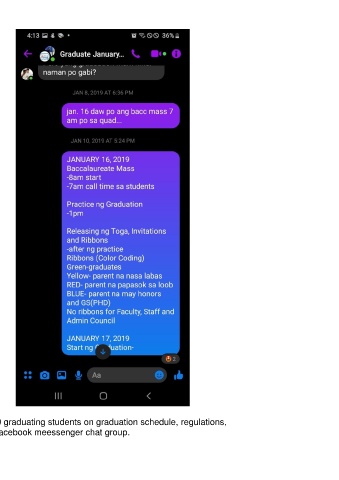 4:13
36%
Graduate January...
naman po gabi?
JAN 8, 2019 AT 6:36 PM
jan. 16 daw po ang bacc mass 7
am po sa quad...
JAN 10, 2019 AT 5:24 PM
JANUARY 16, 2019
Baccalaureate Mass
-8am start
-7am call time sa students
Practice ng Graduation
-1pm
Releasing ng Toga, Invitations
and Ribbons
-after ng practice
Ribbons (Color Coding)
Green-graduates
Yellow- parent na nasa labas
RED- parent na papasok sa loob
BLUE- parent na may honors
and GS(PHD)
No ribbons for Faculty, Staff and
Admin Council
JANUARY 17, 2019
Start ng
Aa
graduating students on graduation schedule, regulations,
acebook meessenger chat group.